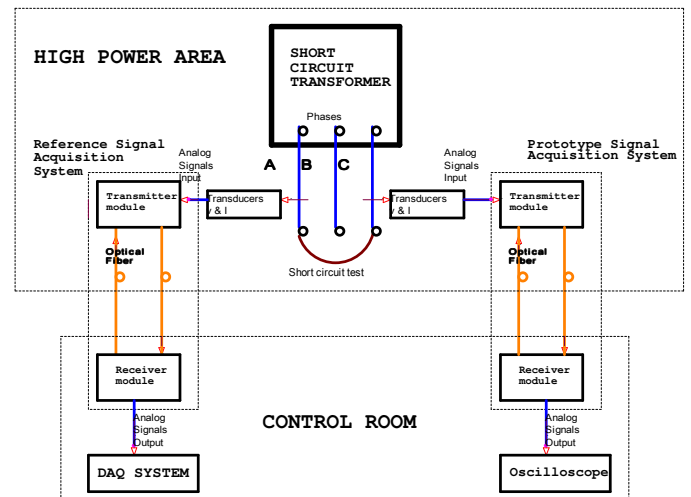 HIGH POWER AREA
SHORT
CIRCUIT
TRANSFORMER
Phases
Reference Signal
Acquisition
System
Analog
Signals
Input
A B C
Analog
Signals
Input
Prototype Signal
Acquisition System
Transmitter
module
Transducers
v & I
Transducers
v & I
Transmitter
module
Optical
Fiber
Short circuit test
Optical
Fiber
Receiver
module
Receiver
module
CONTROL ROOM
Analog
Signals
Output
Analog
Signals
Output
DAQ SYSTEM
Oscilloscope